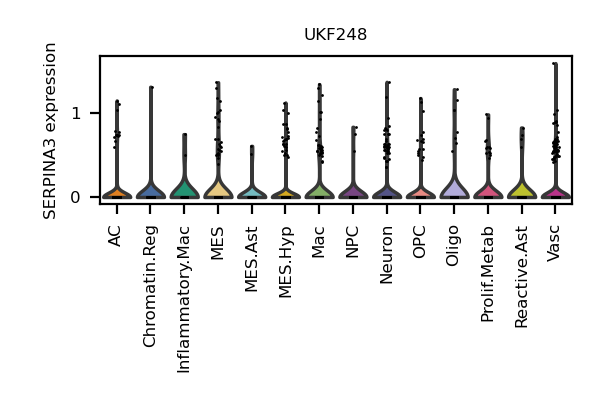 UKF248
SERPINA3 expression
1
0
AC
Chromatin.Reg
Inflammatory.Mac
MES
MES.Ast
MES.Hyp
Mac
NPC
Neuron
OPC
Oligo
Prolif.Metab
Reactive.Ast
Vasc